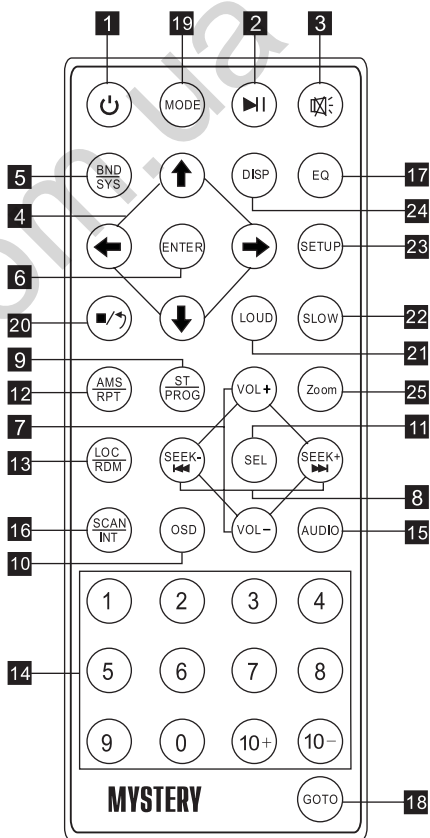 1 19 2 3
MODE
5 BND SYS DISP EQ 17
4 24
6 ENTER SETUP 23
20 LOUD SLOW 22
9 21
12 AMS RPT ST PROG VOL+ Zoom 25
7 11
13 LOC RDM SEEK- SEL SEEK+
8
16 SCAN INT OSD VOL- AUDIO 15
10
1 2 3 4
14 5 6 7 8
9 0 10+ 10-
MYSTERY GOTO 18
om.ua